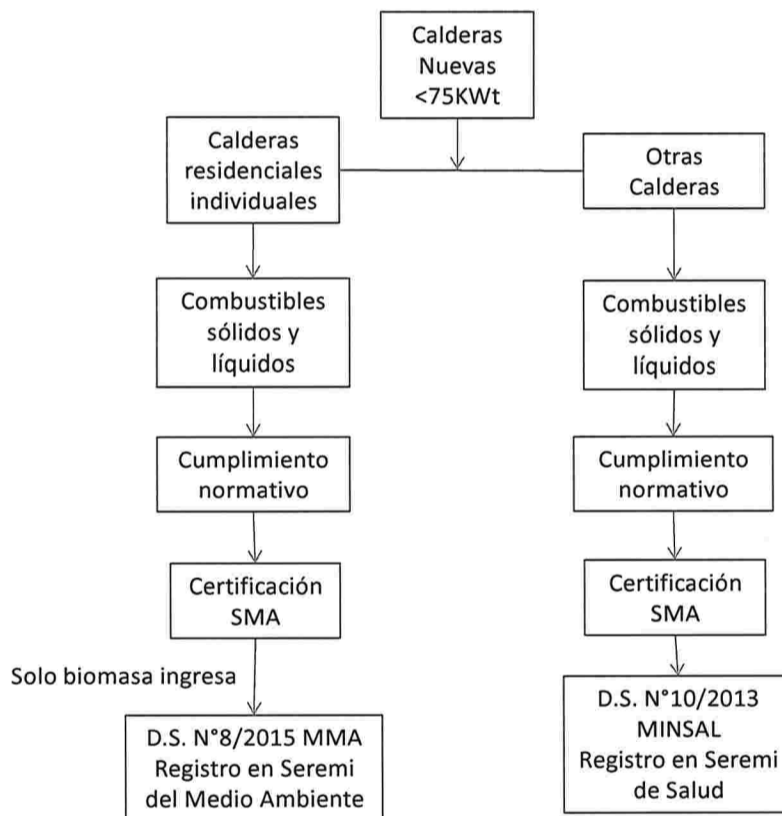 Calderas
Nuevas
<75KWt
Calderas
residenciales
individuales
Otras
Calderas
Combustibles
sólidos y
líquidos
Combustibles
sólidos y
líquidos
Cumplimiento
normativo
Cumplimiento
normativo
Certificación
SMA
Certificación
SMA
Solo biomasa ingresa
D.S. N°8/2015 MMA
Registro en Seremi
del Medio Ambiente
D.S. N°10/2013
MINSAL
Registro en Seremi
de Salud